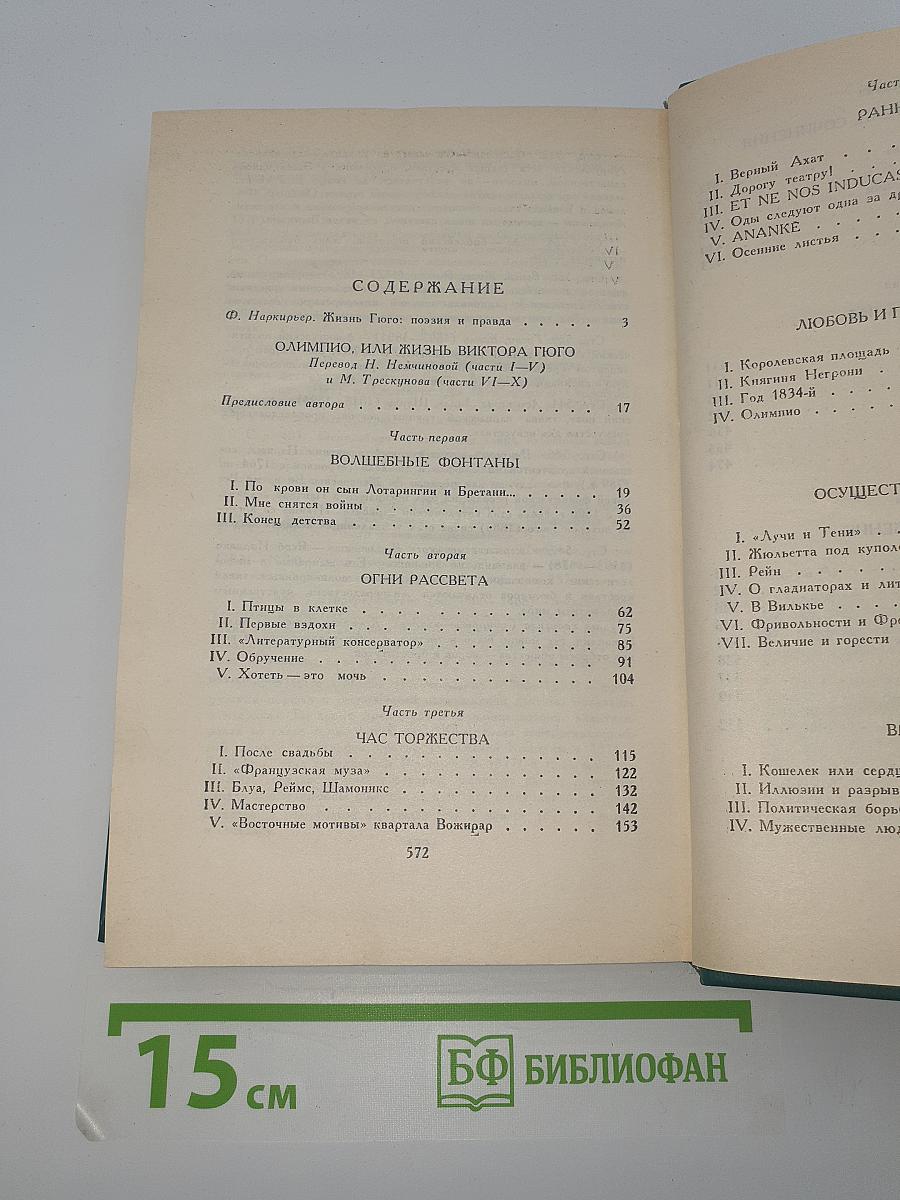 СОДЕРЖАНИЕ
Ф. Наркирьер. Жизнь Гюго: поэзия и правда . . . . . 3
ОЛИМПИО, ИЛИ ЖИЗНЬ ВИКТОРА ГЮГО
Перевод Н. Немчиновой (части I—V)
и М. Трескунова (части VI—X)
Предисловие автора . . . . . . . . . . . . . . . 17
Часть первая
ВОЛШЕБНЫЕ ФОНТАНЫ
I. По крови он сын Лотарингии и Бретани... . . . . . 19
II. Мне снятся войны . . . . . . . . . . . . . . 36
III. Конец детства . . . . . . . . . . . . . . . 52
Часть вторая
ОГНИ РАССВЕТА
I. Птицы в клетке . . . . . . . . . . . . . . 62
II. Первые вздохи . . . . . . . . . . . . . . . 75
III. «Литературный консерватор» . . . . . . . . . . . 85
IV. Обручение . . . . . . . . . . . . . . . . 91
V. Хотеть — это мочь . . . . . . . . . . . . . 104
Часть третья
ЧАС ТОРЖЕСТВА
I. После свадьбы . . . . . . . . . . . . . . . 115
II. «Французская муза» . . . . . . . . . . . . . 122
III. Блуа, Реймс, Шамоникс . . . . . . . . . . . . 132
IV. Мастерство . . . . . . . . . . . . . . . . 142
V. «Восточные мотивы» квартала Вожирар . . . . . . 153
572
Част
РАНН
I. Верный Ахат . . . .
II. Дорогу театру! . . .
III. ET NE NOS INDUCAS
IV. Оды следуют одна за др
V. ANANKE . . . . .
VI. Осенние листья . . .
ЛЮБОВЬ И П
I. Королевская площадь
II. Княгиня Негрони .
III. Год 1834-й . . . .
IV. Олимпио . . . . .
ОСУЩЕСТ
I. «Лучи и Тени» . .
II. Жюльетта под куполо
III. Рейн . . . . . .
IV. О гладиаторах и лит
V. В Вилькье . . . .
VI. Фривольности и Фре
VII. Величие и горести
I. Кошелек или сердц
II. Иллюзии и разрыв
III. Политическая борь
IV. Мужественные люд
15 см
БФ БИБЛИОФАН